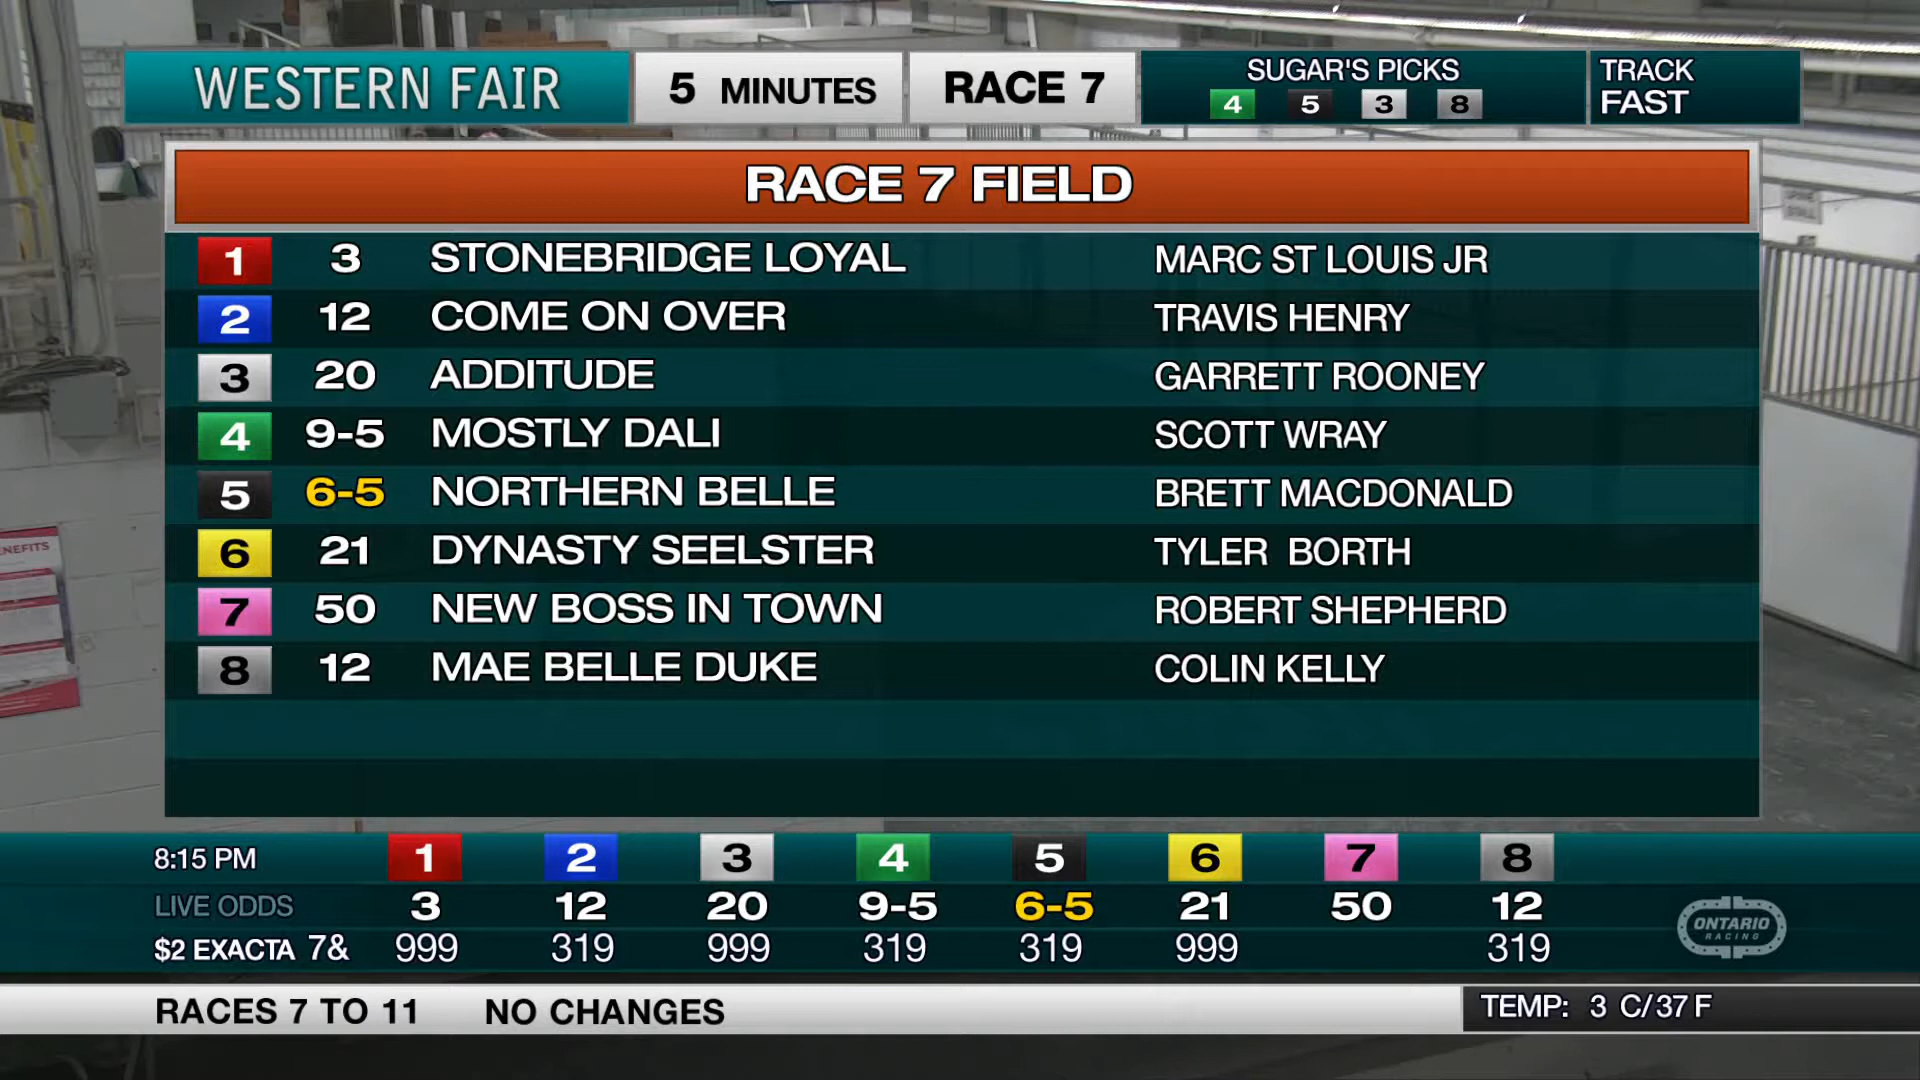 WESTERN FAIR 5 MINUTES RACE 7 SUGAR'S PICKS TRACK
4 5 3 8 FAST
RACE 7 FIELD
1 3 STONEBRIDGE LOYAL MARC ST LOUIS JR
2 12 COME ON OVER TRAVIS HENRY
3 20 ADDITUDE GARRETT ROONEY
4 9-5 MOSTLY DALI SCOTT WRAY
5 6-5 NORTHERN BELLE BRETT MACDONALD
6 21 DYNASTY SEELSTER TYLER BORTH
7 50 NEW BOSS IN TOWN ROBERT SHEPHERD
8 12 MAE BELLE DUKE COLIN KELLY
NEFITS
8:15 PM 1 2 3 4 5 6 7 8
LIVE ODDS 3 12 20 9-5 6-5 21 50 12
$2 EXACTA 7& 999 319 999 319 319 999 319
ONTARIO
RACING
RACES 7 TO 11 NO CHANGES TEMP: 3 C/37 F